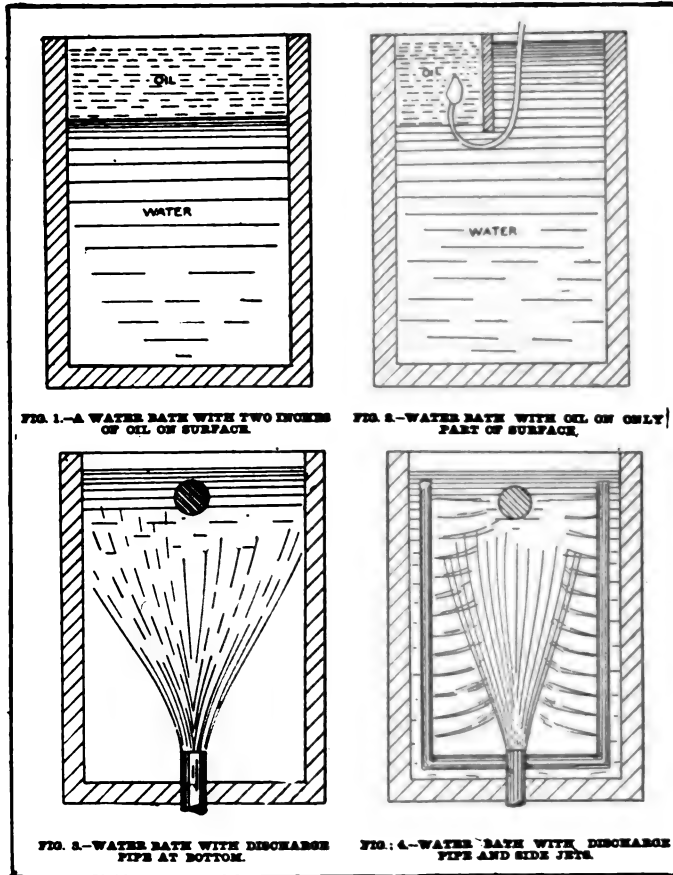 OIL
WATER
OIL
WATER
FIG. 1.—A WATER BATH WITH TWO INCHES
OF OIL ON SURFACE.
FIG. 2.—WATER BATH WITH OIL ON ONLY
PART OF SURFACE.
FIG. 3.—WATER BATH WITH DISCHARGE
PIPE AT BOTTOM.
FIG. 4.—WATER BATH WITH DISCHARGE
PIPE AND SIDE JETS.